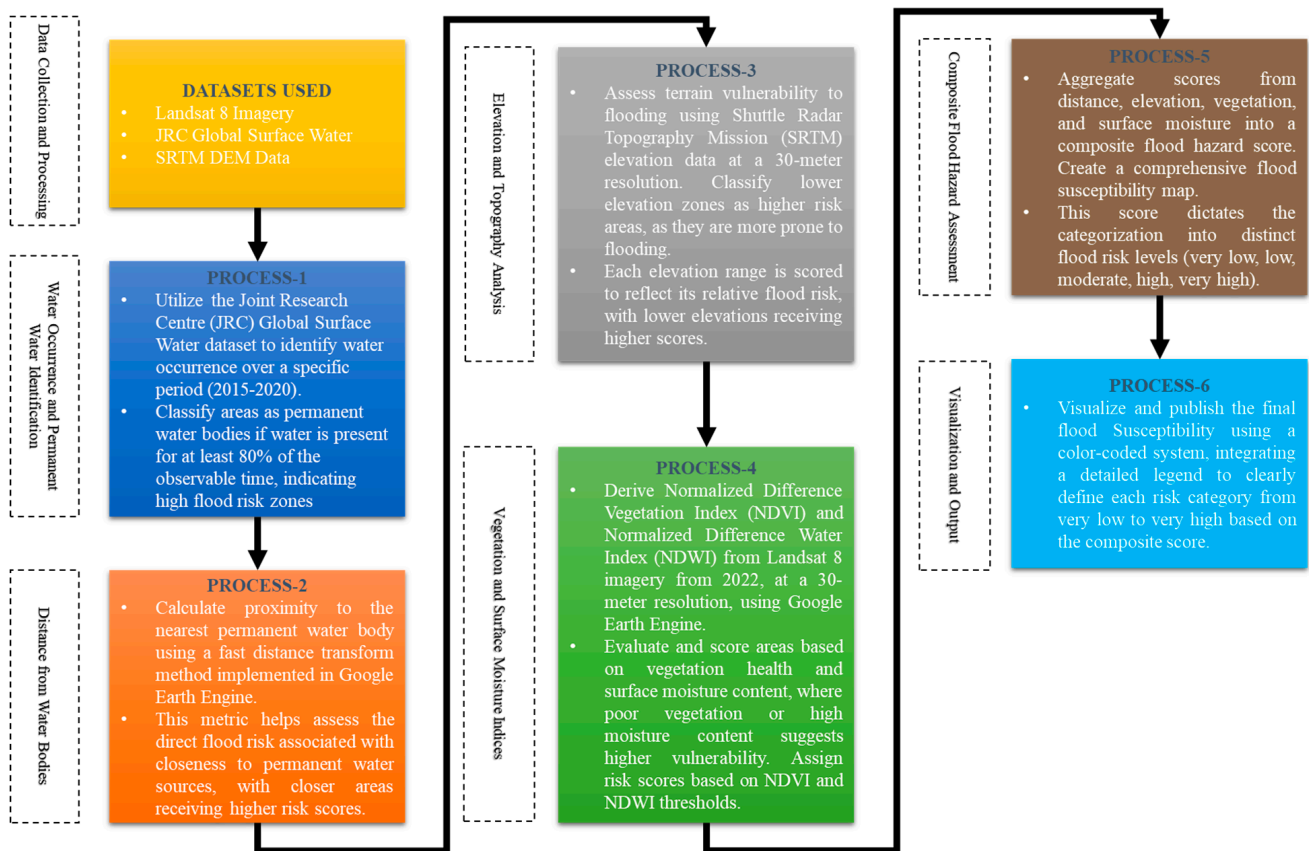 Data Collection and
Processing
DATASETS USED
• Landsat 8 Imagery
• JRC Global Surface Water
• SRTM DEM Data
Water Occurrence and Permanent
Water Identification
PROCESS-1
• Utilize the Joint Research
Centre (JRC) Global Surface
Water dataset to identify water
occurrence over a specific
period (2015-2020).
• Classify areas as permanent
water bodies if water is present
for at least 80% of the
observable time, indicating
high flood risk zones
Distance from Water Bodies
PROCESS-2
• Calculate proximity to the
nearest permanent water body
using a fast distance transform
method implemented in Google
Earth Engine.
• This metric helps assess the
direct flood risk associated with
closeness to permanent water
sources, with closer areas
receiving higher risk scores.
Elevation and Topography Analysis
PROCESS-3
• Assess terrain vulnerability to
flooding using Shuttle Radar
Topography Mission (SRTM)
elevation data at a 30-meter
resolution. Classify lower
elevation zones as higher risk
areas, as they are more prone to
flooding.
• Each elevation range is scored
to reflect its relative flood risk,
with lower elevations receiving
higher scores.
Vegetation and Surface Moisture Indices
PROCESS-4
• Derive Normalized Difference
Vegetation Index (NDVI) and
Normalized Difference Water
Index (NDWI) from Landsat 8
imagery from 2022, at a 30-
meter resolution, using Google
Earth Engine.
• Evaluate and score areas based
on vegetation health and
surface moisture content, where
poor vegetation or high
moisture content suggests
higher vulnerability. Assign
risk scores based on NDVI and
NDWI thresholds.
Composite Flood Hazard Assessment
PROCESS-5
• Aggregate scores from
distance, elevation, vegetation,
and surface moisture into a
composite flood hazard score.
Create a comprehensive flood
susceptibility map.
• This score dictates the
categorization into distinct
flood risk levels (very low, low,
moderate, high, very high).
Visualization and Output
PROCESS-6
• Visualize and publish the final
flood Susceptibility using a
color-coded system, integrating
a detailed legend to clearly
define each risk category from
very low to very high based on
the composite score.